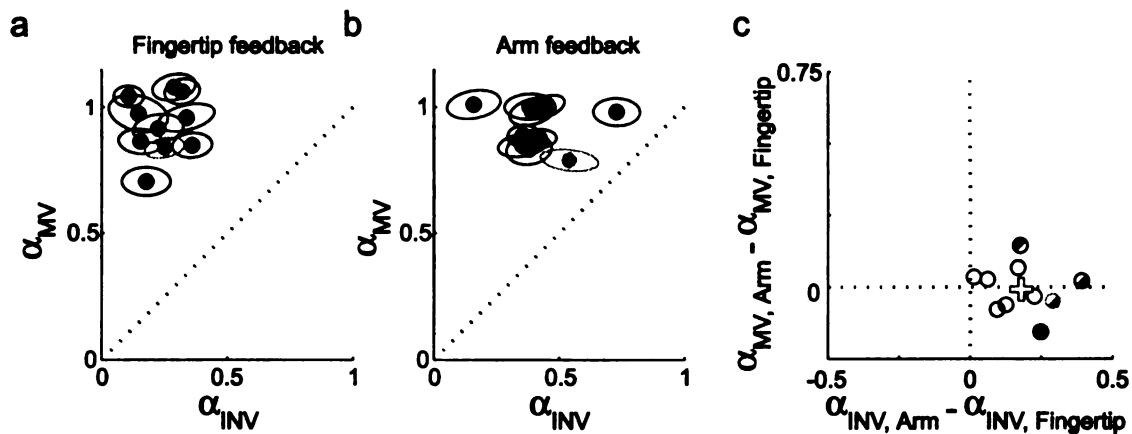 a
Fingertip feedback
1
0.5
0
0
0.5
1
α_MV
α_INV
b
Arm feedback
1
0.5
0
0
0.5
1
α_MV
α_INV
c
0.75
0
-0.5
0
0.5
α_MV, Arm – α_MV, Fingertip
α_INV, Arm – α_INV, Fingertip